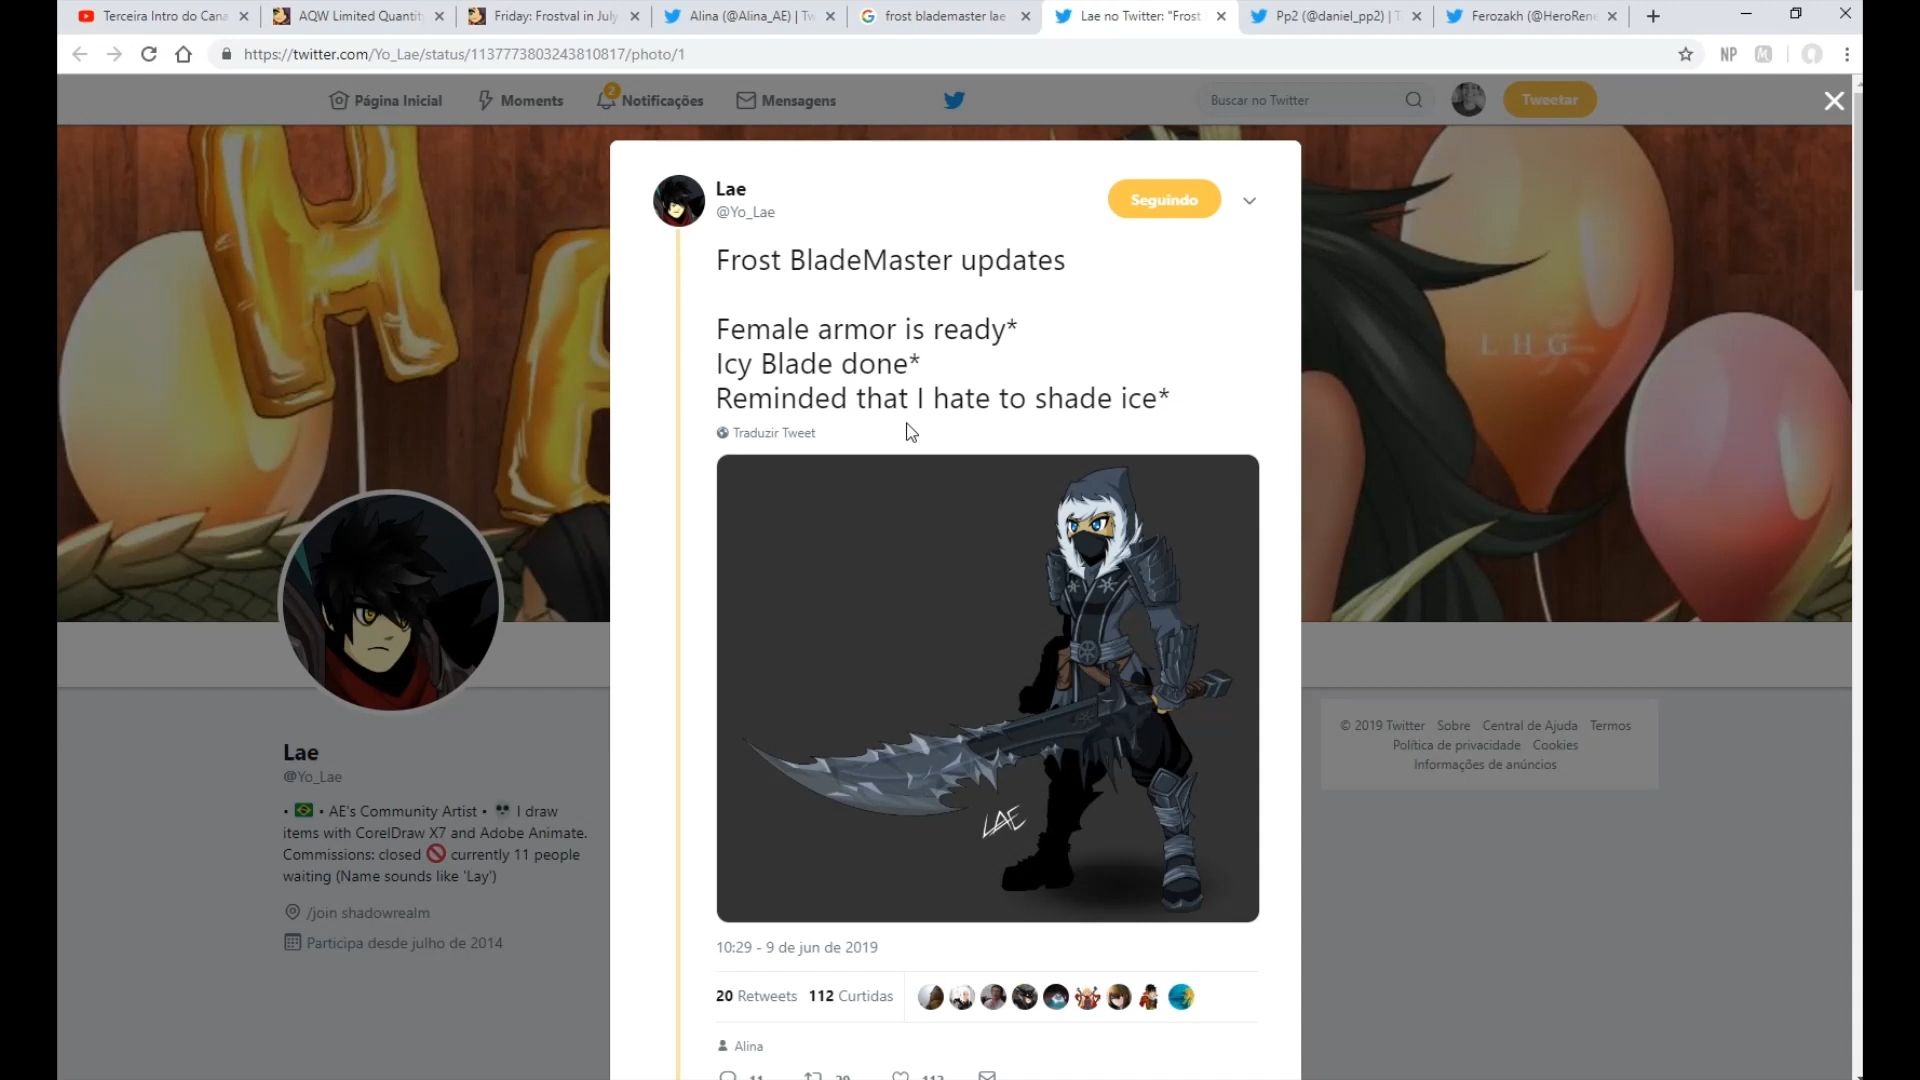 Terceira Intro do Cana
AQW Limited Quantit
Friday: Frostval in July
Alina (@Alina_AE) | Tw
frost blademaster lae
Lae no Twitter: "Frost
Pp2 (@daniel_pp2) | T
Ferozakh (@HeroRene
https://twitter.com/Yo_Lae/status/1137773803243810817/photo/1
NP
Página Inicial
Moments
2
Notificações
Mensagens
Buscar no Twitter
Tweetar
Lae
@Yo_Lae
Seguindo
Frost BladeMaster updates
Female armor is ready*
Icy Blade done*
Reminded that I hate to shade ice*
Traduzir Tweet
LAE
10:29 - 9 de jun de 2019
20 Retweets 112 Curtidas
Alina
11 20 112
LHG
Lae
@Yo_Lae
• • AE's Community Artist • I draw
items with CorelDraw X7 and Adobe Animate.
Commissions: closed currently 11 people
waiting (Name sounds like 'Lay')
/join shadowrealm
Participa desde julho de 2014
© 2019 Twitter Sobre Central de Ajuda Termos
Política de privacidade Cookies
Informações de anúncios